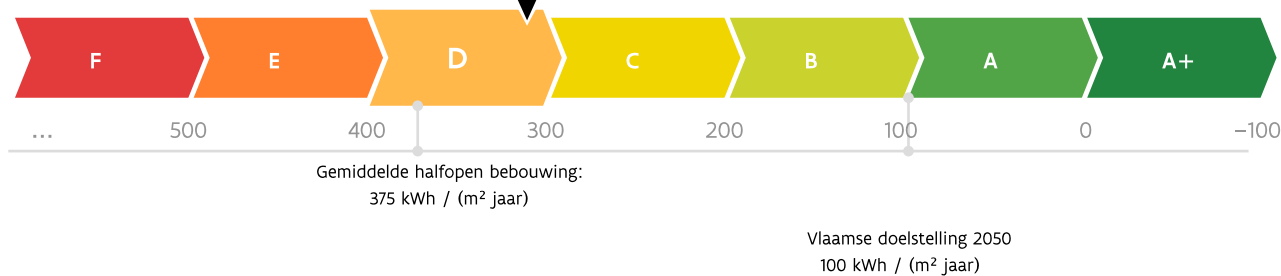 F E D C B A A+
... 500 400 300 200 100 0 –100
Gemiddelde halfopen bebouwing:
375 kWh / (m² jaar)
Vlaamse doelstelling 2050
100 kWh / (m² jaar)